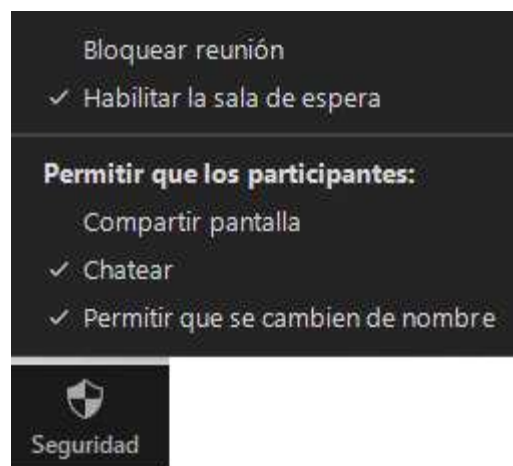 Bloquear reunión
✓ Habilitar la sala de espera
Permitir que los participantes:
Compartir pantalla
✓ Chatear
✓ Permitir que se cambien de nombre
Seguridad